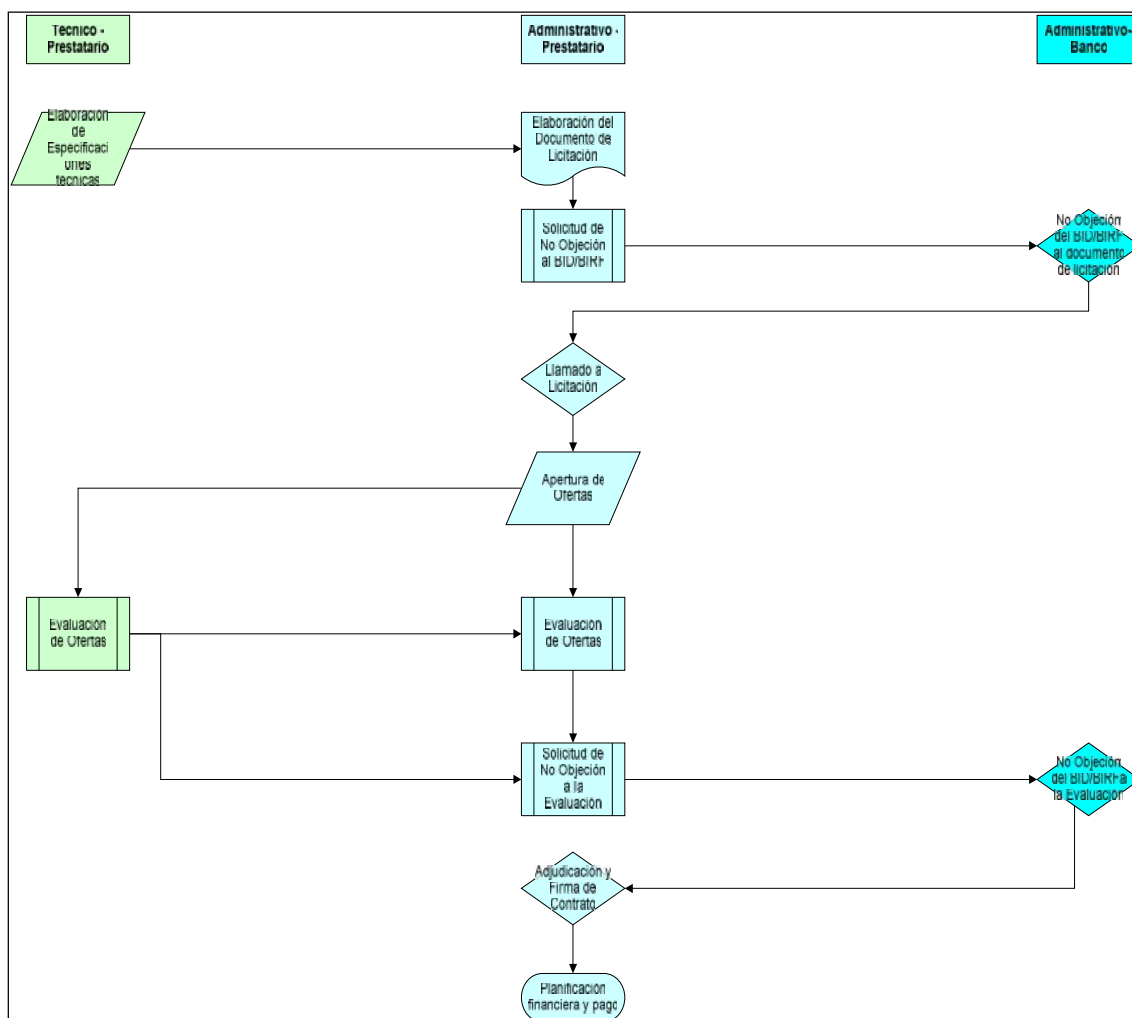 Técnico -
Prestatario
Administrativo -
Prestatario
Administrativo-
Banco
Elaboración
de
Especificaci
ones
técnicas
Elaboración del
Documento de
Licitación
Solicitud de
No Objeción
al BID/BIRF
No Objeción
del BID/BIRF
al documento
de licitación
Llamado a
Licitación
Apertura de
Ofertas
Evaluación
de Ofertas
Evaluación
de Ofertas
Solicitud de
No Objeción
a la
Evaluación
No Objeción
del BID/BIRF a
la Evaluación
Adjudicación y
Firma de
Contrato
Planificación
financiera y pago